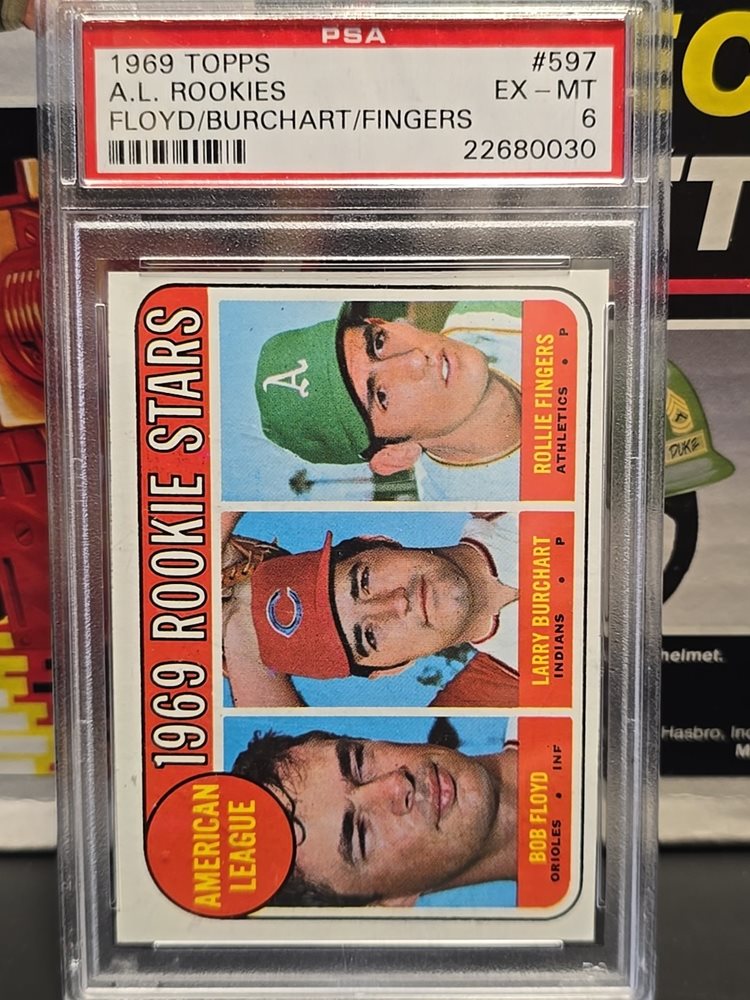 PSA
1969 TOPPS #597
A.L. ROOKIES EX - MT
FLOYD/BURCHART/FINGERS 6
22680030
1969 ROOKIE STARS
AMERICAN
LEAGUE
A
ROLLIE FINGERS
ATHLETICS • P
C
LARRY BURCHART
INDIANS • P
BOB FLOYD
ORIOLES • INF
DUKE
helmet.
Hasbro, Inc